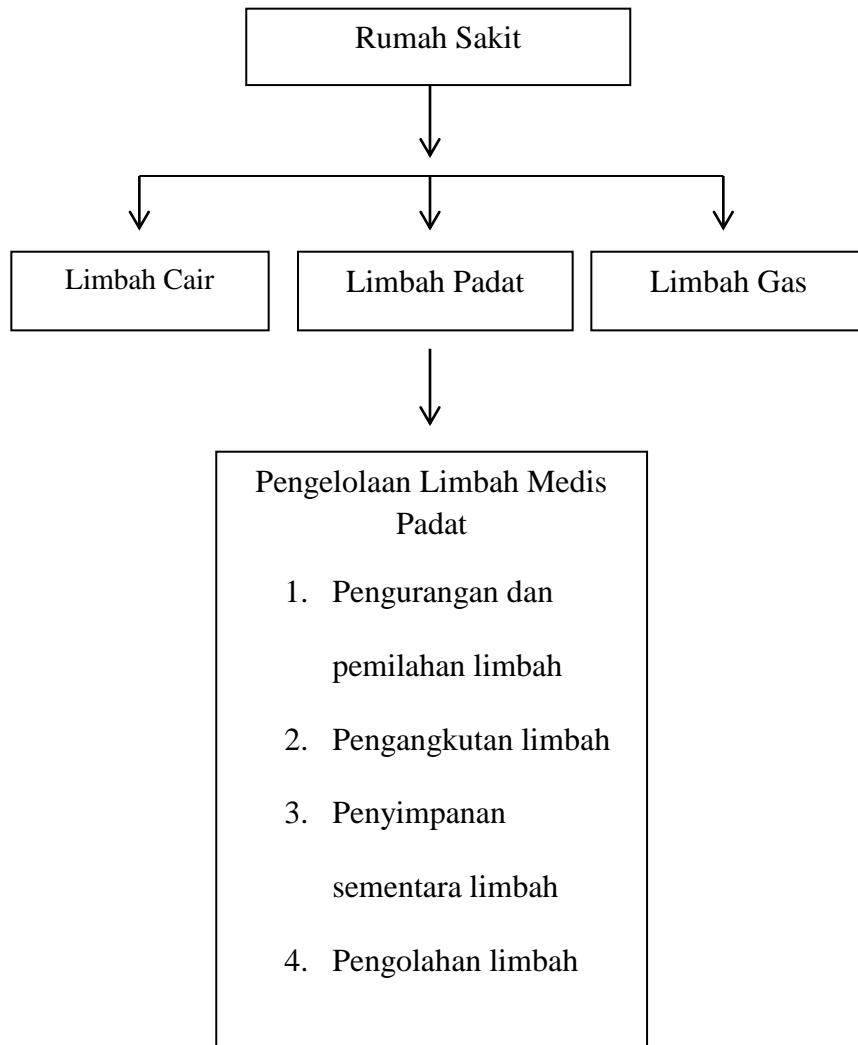 Rumah Sakit
Limbah Cair
Limbah Padat
Limbah Gas
Pengelolaan Limbah Medis
Padat
1. Pengurangan dan
pemilahan limbah
2. Pengangkutan limbah
3. Penyimpanan
sementara limbah
4. Pengolahan limbah